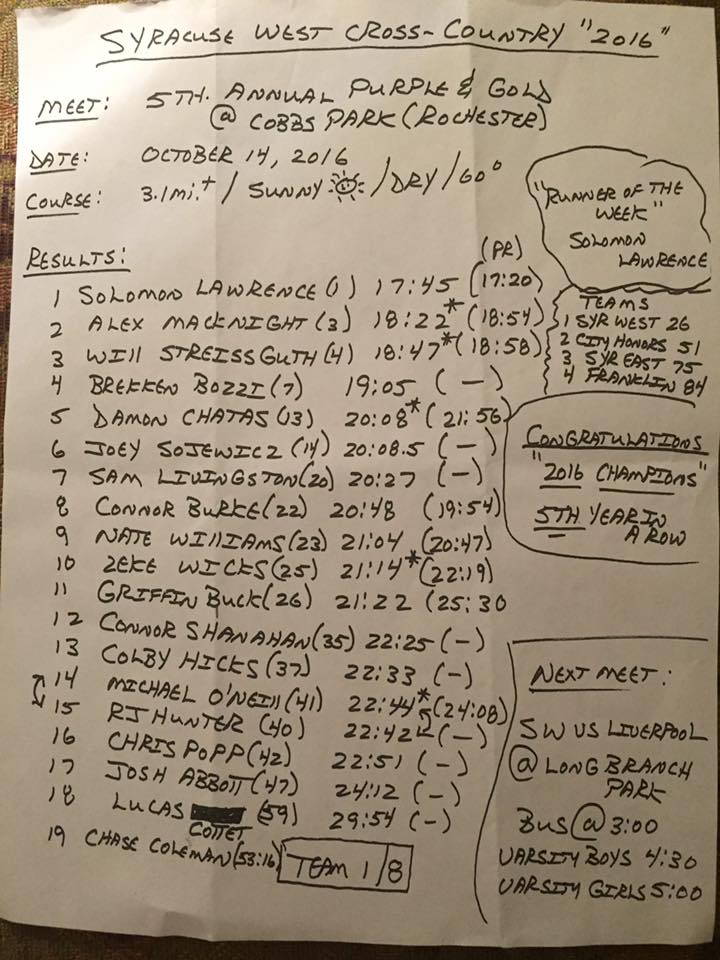 SYRACUSE WEST CROSS-COUNTRY "2016"
MEET: 5TH. ANNUAL PURPLE & GOLD
@ COBBS PARK (ROCHESTER)
DATE: OCTOBER 14, 2016
COURSE: 3.1mi.+ / SUNNY / DRY / 60°
"RUNNER OF THE
WEEK"
SOLOMON
LAWRENCE
RESULTS: (PR)
1 SOLOMON LAWRENCE (1) 17:45 (17:20)
2 ALEX MACKNIGHT (3) 18:22* (18:54)
3 WILL STREISSGUTH (4) 18:47* (18:58)
4 BREKKEN BOZZI (7) 19:05 (—)
5 DAMON CHATAS (13) 20:08* (21:56)
6 JOEY SOJEWICZ (14) 20:08.5 (—)
7 SAM LIVINGSTON (20) 20:27 (—)
8 CONNOR BURKE (22) 20:48 (19:54)
9 NATE WILLIAMS (23) 21:04 (20:47)
10 ZEKE WICKS (25) 21:14* (22:19)
11 GRIFFIN BUCK (26) 21:22 (25:30
12 CONNOR SHANAHAN (35) 22:25 (—)
13 COLBY HICKS (37) 22:33 (—)
14 MICHAEL O'NEILL (41) 22:44* (24:08)
15 RJ HUNTER (40) 22:42 (—)
16 CHRIS POPP (42) 22:51 (—)
17 JOSH ABBOTT (47) 24:12 (—)
18 LUCAS (59) 29:54 (—)
COTTET
19 CHASE COLEMAN (53:16)
TEAM 1/8
TEAMS
1 SYR WEST 26
2 CITY HONORS 51
3 SYR EAST 75
4 FRANKLIN 84
CONGRATULATIONS
"2016 CHAMPIONS"
5TH YEAR IN
A ROW
NEXT MEET:
SW VS LIVERPOOL
@ LONG BRANCH
PARK
BUS @ 3:00
VARSITY BOYS 4:30
VARSITY GIRLS 5:00